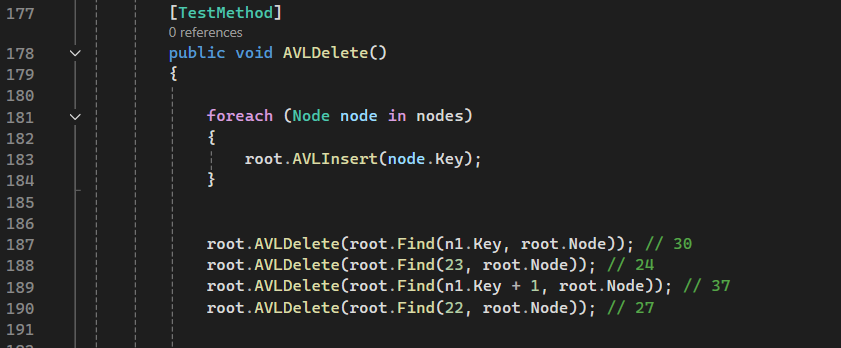 177 [TestMethod]
0 references
178 public void AVLDelete()
179 {
180
181 foreach (Node node in nodes)
182 {
183 root.AVLInsert(node.Key);
184 }
185
186
187 root.AVLDelete(root.Find(n1.Key, root.Node)); // 30
188 root.AVLDelete(root.Find(23, root.Node)); // 24
189 root.AVLDelete(root.Find(n1.Key + 1, root.Node)); // 37
190 root.AVLDelete(root.Find(22, root.Node)); // 27
191